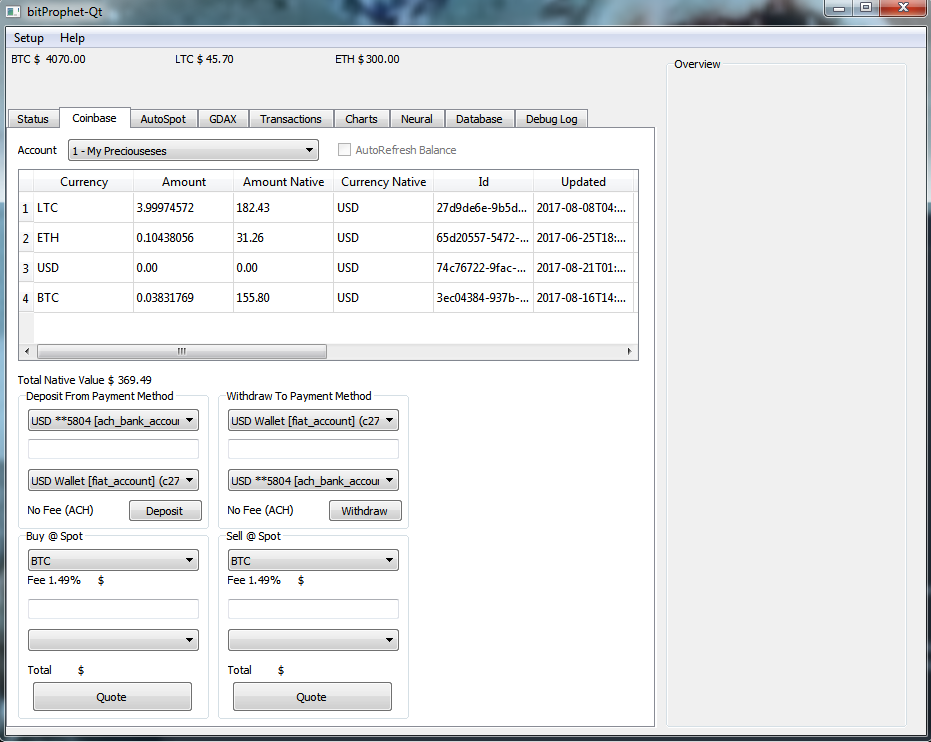 bitProphet-Qt
Setup Help
BTC $ 4070.00 LTC $ 45.70 ETH $ 300.00
Overview
Status Coinbase AutoSpot GDAX Transactions Charts Neural Database Debug Log
Account 1 - My Preciouseses AutoRefresh Balance
Currency Amount Amount Native Currency Native Id Updated
1 LTC 3.99974572 182.43 USD 27d9de6e-9b5d... 2017-08-08T04:...
2 ETH 0.10438056 31.26 USD 65d20557-5472-... 2017-06-25T18:...
3 USD 0.00 0.00 USD 74c76722-9fac-... 2017-08-21T01:...
4 BTC 0.03831769 155.80 USD 3ec04384-937b-... 2017-08-16T14:...
Total Native Value $ 369.49
Deposit From Payment Method Withdraw To Payment Method
USD **5804 [ach_bank_accour USD Wallet [fiat_account] (c27
USD Wallet [fiat_account] (c27 USD **5804 [ach_bank_accour
No Fee (ACH) Deposit No Fee (ACH) Withdraw
Buy @ Spot Sell @ Spot
BTC BTC
Fee 1.49% $ Fee 1.49% $
Total $ Total $
Quote Quote